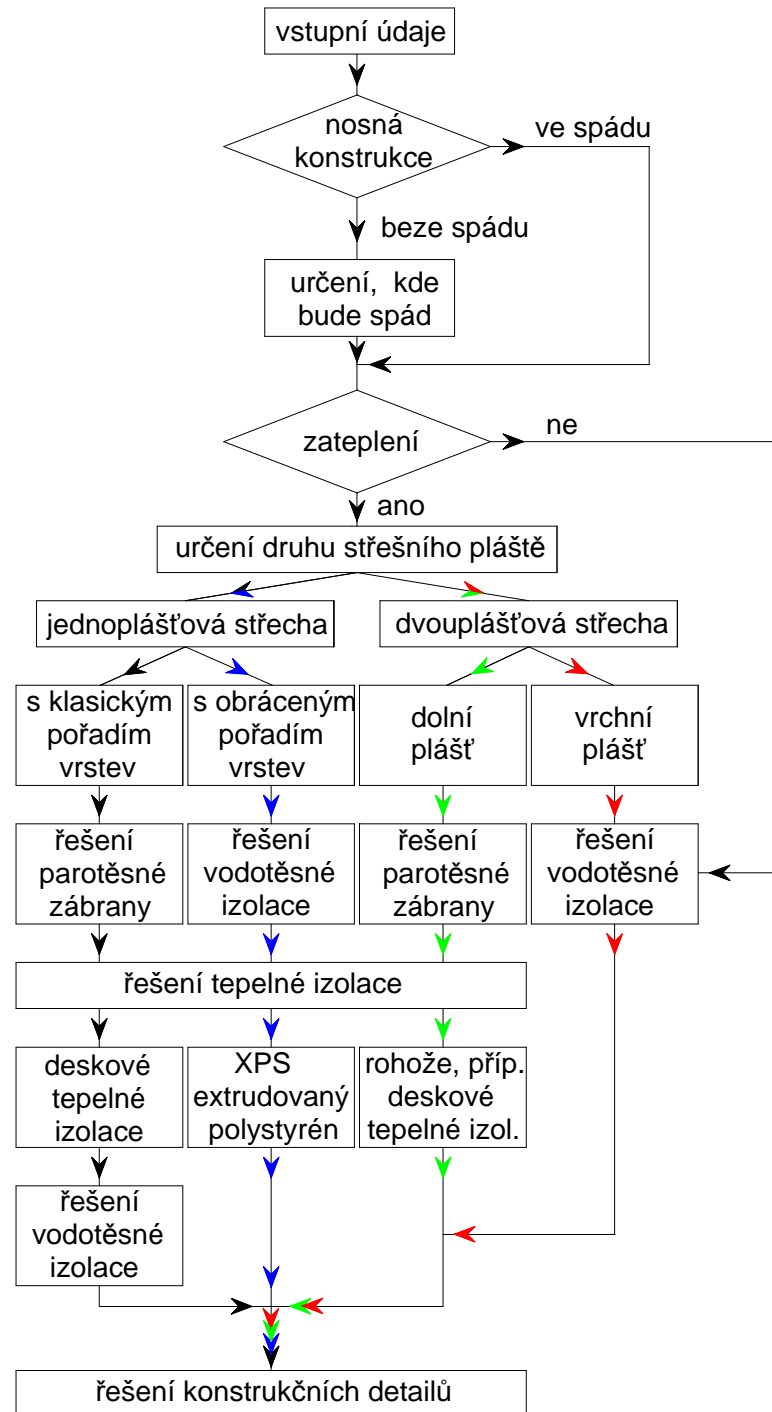 vstupní údaje
nosná
konstrukce
ve spádu
beze spádu
určení, kde
bude spád
zateplení
ne
ano
určení druhu střešního pláště
jednoplášťová střecha
dvouplášťová střecha
s klasickým
pořadím
vrstev
s obráceným
pořadím
vrstev
dolní
plášť
vrchní
plášť
řešení
parotěsné
zábrany
řešení
vodotěsné
izolace
řešení
parotěsné
zábrany
řešení
vodotěsné
izolace
řešení tepelné izolace
deskové
tepelné
izolace
XPS
extrudovaný
polystyrén
rohože, příp.
deskové
tepelné izol.
řešení
vodotěsné
izolace
řešení konstrukčních detailů